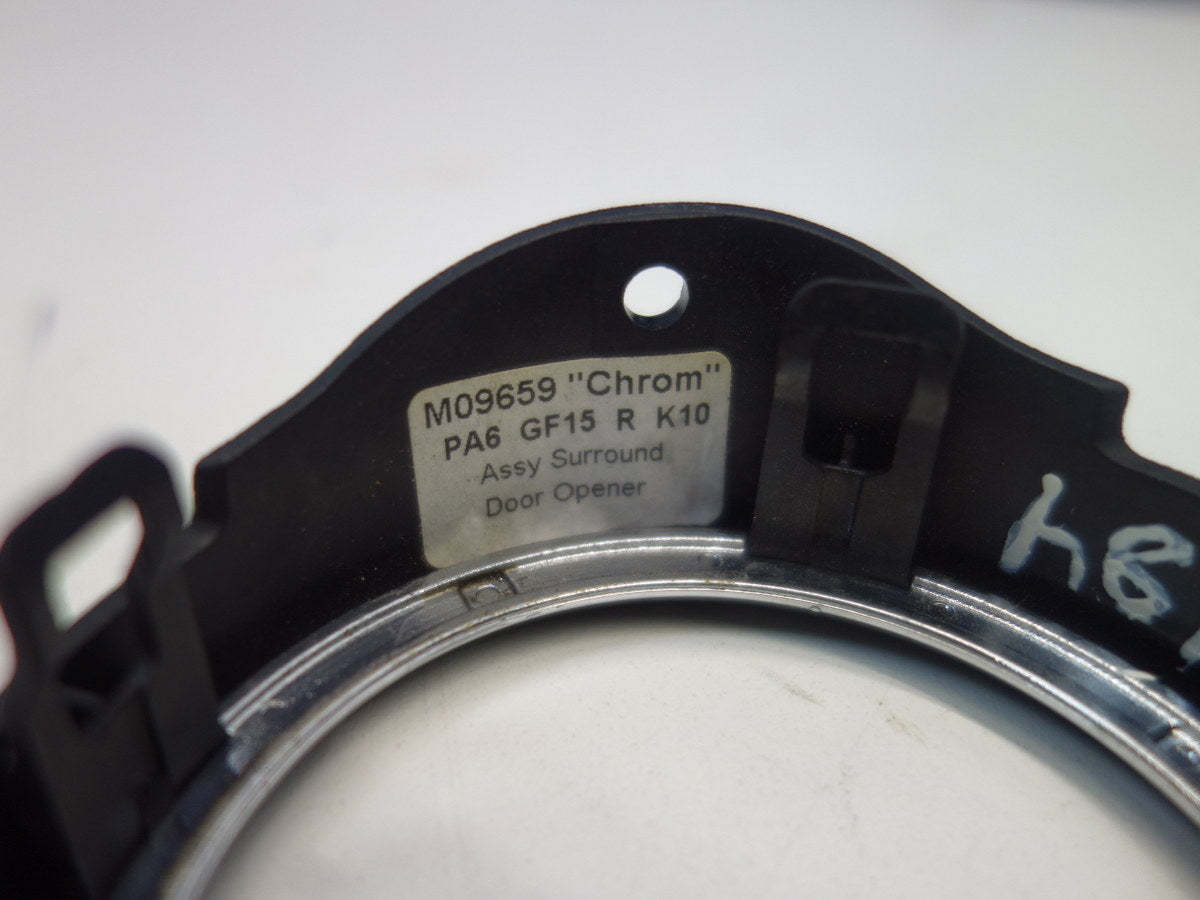 M09659 "Chrom"
PA6 GF15 R K10
Assy Surround
Door Opener